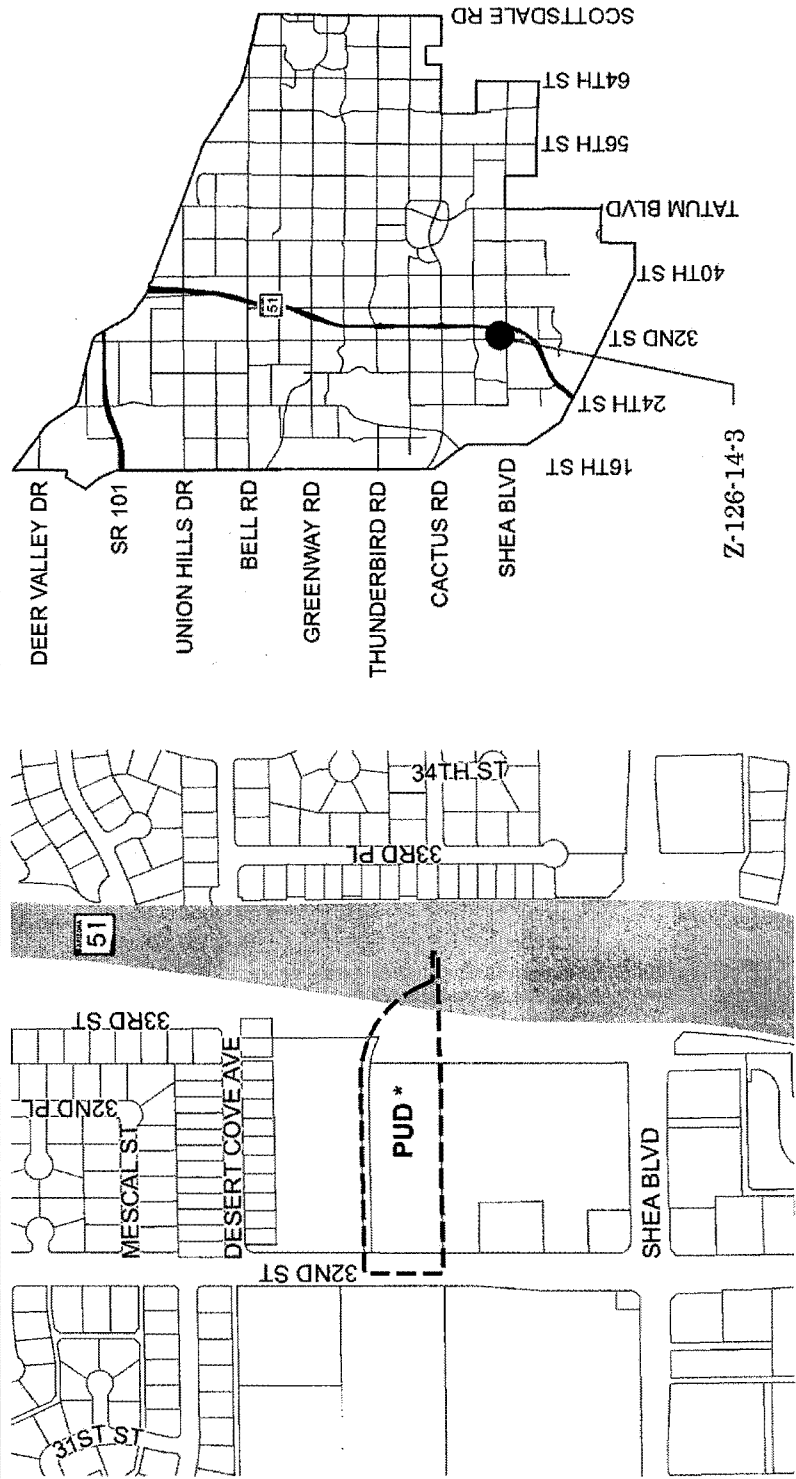 DEER VALLEY DR
SR 101
UNION HILLS DR
BELL RD
GREENWAY RD
THUNDERBIRD RD
CACTUS RD
SHEA BLVD
51
16TH ST
24TH ST
32ND ST
40TH ST
TATUM BLVD
56TH ST
64TH ST
SCOTTSDALE RD
Z-126-14-3
ARIZONA
51
34TH ST
33RD PL
33RD ST
32ND PL
MESCAL ST
DESERT COVE AVE
PUD *
32ND ST
SHEA BLVD
31ST ST